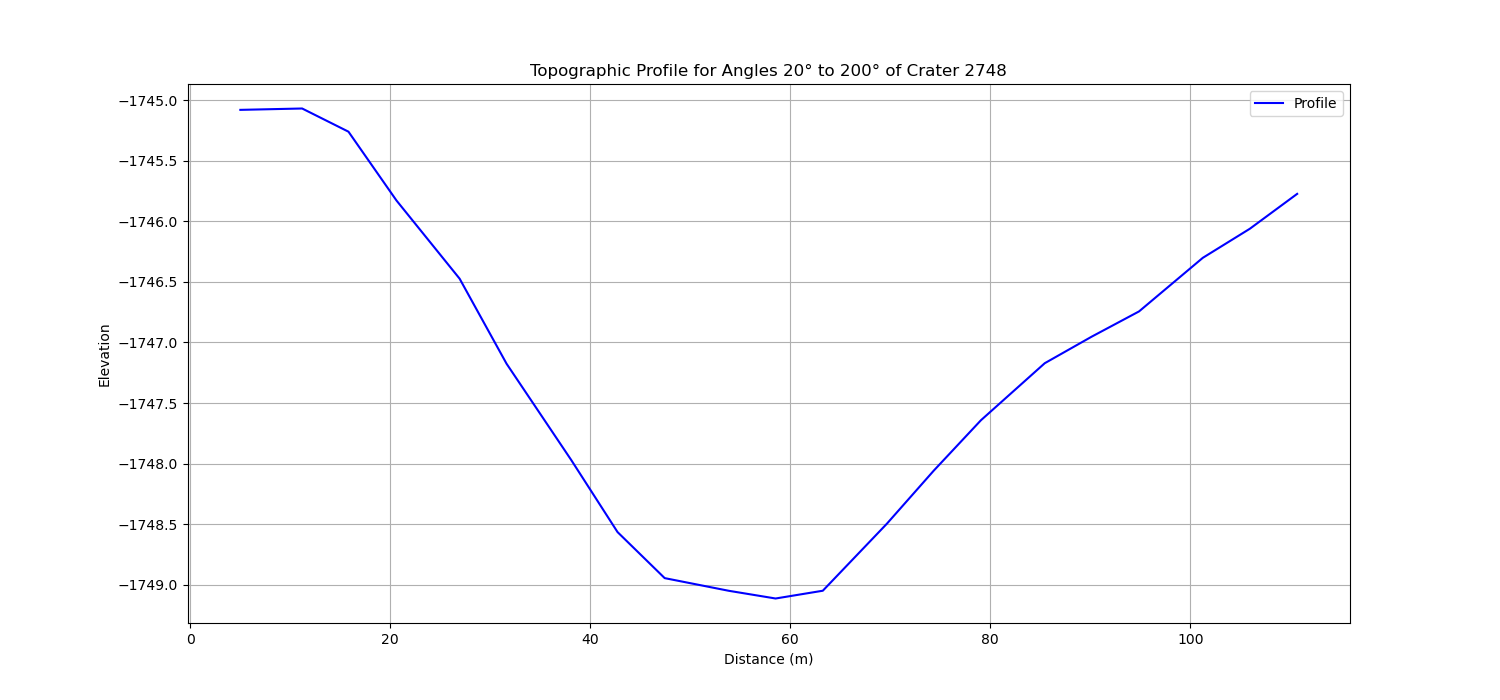 Topographic Profile for Angles 20° to 200° of Crater 2748
Profile
Elevation
−1745.0
−1745.5
−1746.0
−1746.5
−1747.0
−1747.5
−1748.0
−1748.5
−1749.0
0 20 40 60 80 100
Distance (m)